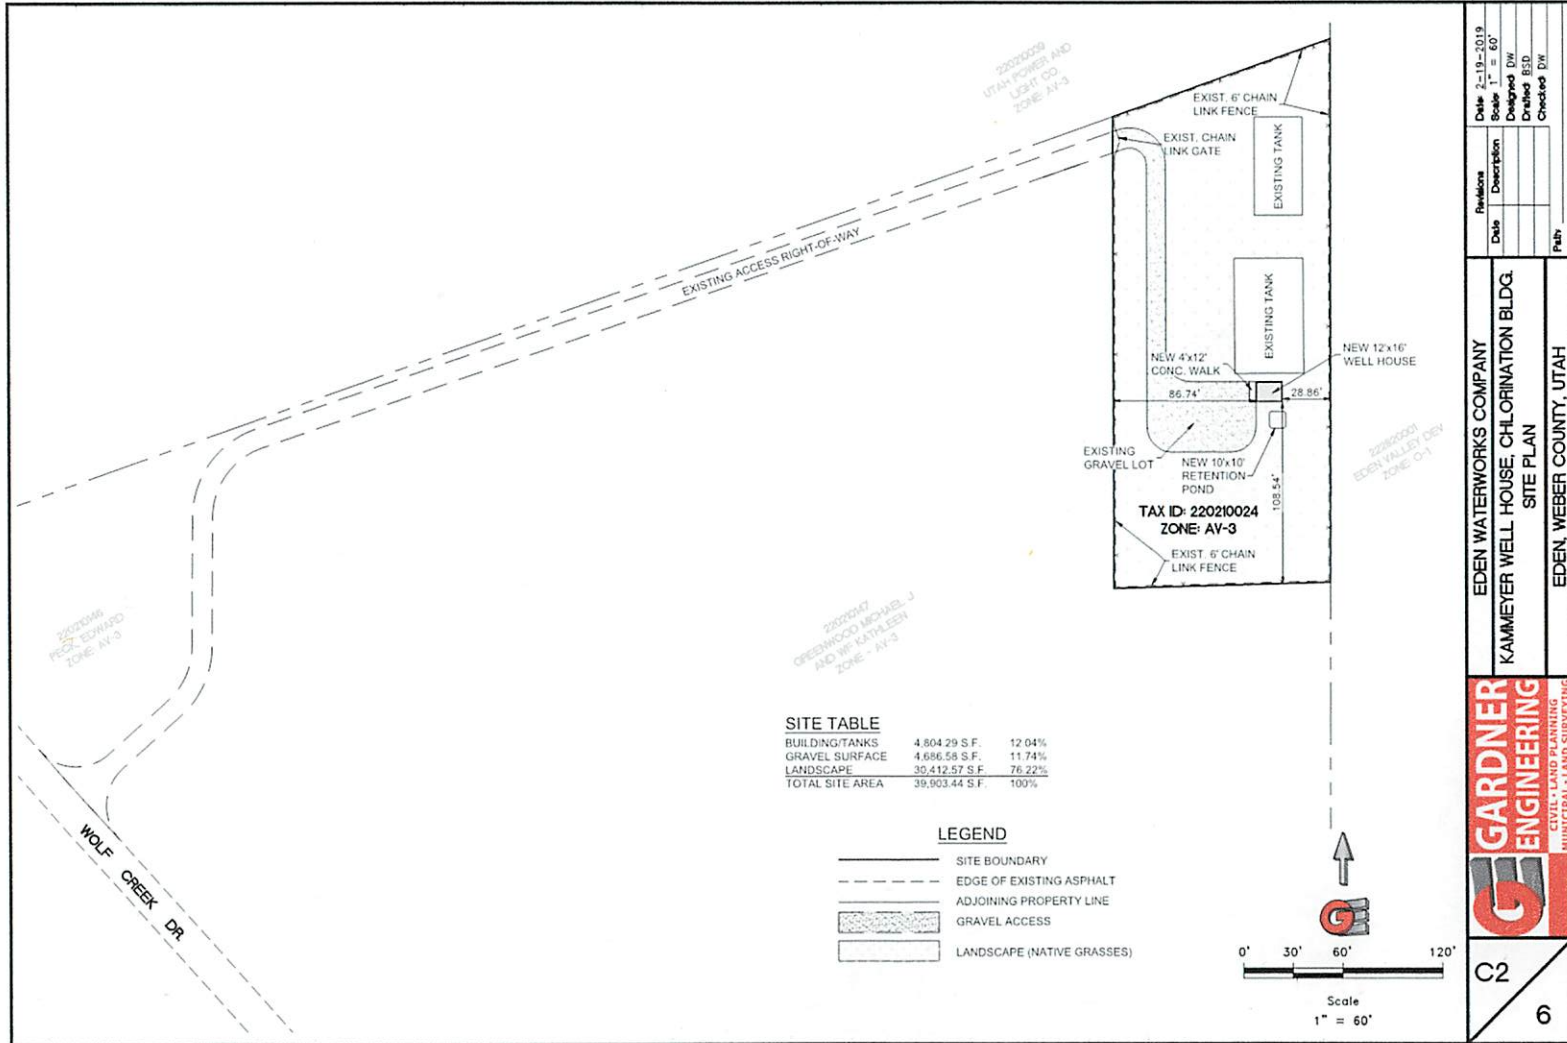 220210039
UTAH POWER AND
LIGHT CO.
ZONE: AV-3
EXIST. 6' CHAIN
LINK FENCE
EXIST. CHAIN
LINK GATE
EXISTING TANK
EXISTING ACCESS RIGHT-OF-WAY
EXISTING TANK
NEW 12'x16'
WELL HOUSE
NEW 4'x12'
CONC. WALK
86.74'
28.86'
EXISTING
GRAVEL LOT
NEW 10'x10'
RETENTION
POND
108.54'
220820001
EDEN VALLEY DEV
ZONE: O-1
TAX ID: 220210024
ZONE: AV-3
EXIST. 6' CHAIN
LINK FENCE
220210146
PECK, EDWARD
ZONE: AV-3
220210147
GREENWOOD MICHAEL J
AND WF KATHLEEN
ZONE - AV-3
SITE TABLE
BUILDING/TANKS 4,804.29 S.F. 12.04%
GRAVEL SURFACE 4,686.58 S.F. 11.74%
LANDSCAPE 30,412.57 S.F. 76.22%
TOTAL SITE AREA 39,903.44 S.F. 100%
WOLF CREEK DR.
LEGEND
SITE BOUNDARY
EDGE OF EXISTING ASPHALT
ADJOINING PROPERTY LINE
GRAVEL ACCESS
LANDSCAPE (NATIVE GRASSES)
GE
0' 30' 60' 120'
Scale
1" = 60'
Revisions
Date Description
Date: 2-19-2019
Scale: 1" = 60'
Designed: DW
Drafted: BSD
Checked: DW
Path:
EDEN WATERWORKS COMPANY
KAMMEYER WELL HOUSE, CHLORINATION BLDG.
SITE PLAN
EDEN, WEBER COUNTY, UTAH
GE
GARDNER
ENGINEERING
CIVIL • LAND PLANNING
MUNICIPAL • LAND SURVEYING
C2
6